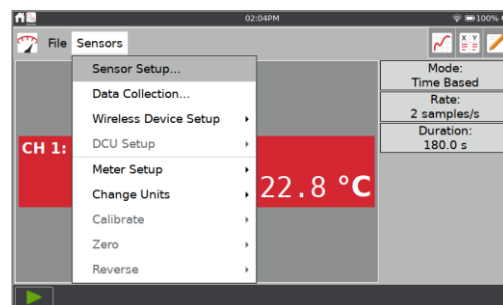 02:04PM 100%
File Sensors
Sensor Setup...
Data Collection...
Wireless Device Setup
DCU Setup
Meter Setup
Change Units
Calibrate
Zero
Reverse
CH 1:
22.8 °C
X Y
Mode:
Time Based
Rate:
2 samples/s
Duration:
180.0 s